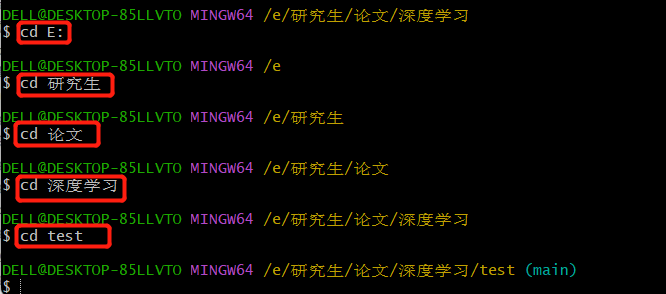 DELL@DESKTOP-85LLVTO MINGW64 /e/研究生/论文/深度学习
$ cd E:
DELL@DESKTOP-85LLVTO MINGW64 /e
$ cd 研究生
DELL@DESKTOP-85LLVTO MINGW64 /e/研究生
$ cd 论文
DELL@DESKTOP-85LLVTO MINGW64 /e/研究生/论文
$ cd 深度学习
DELL@DESKTOP-85LLVTO MINGW64 /e/研究生/论文/深度学习
$ cd test
DELL@DESKTOP-85LLVTO MINGW64 /e/研究生/论文/深度学习/test (main)
$